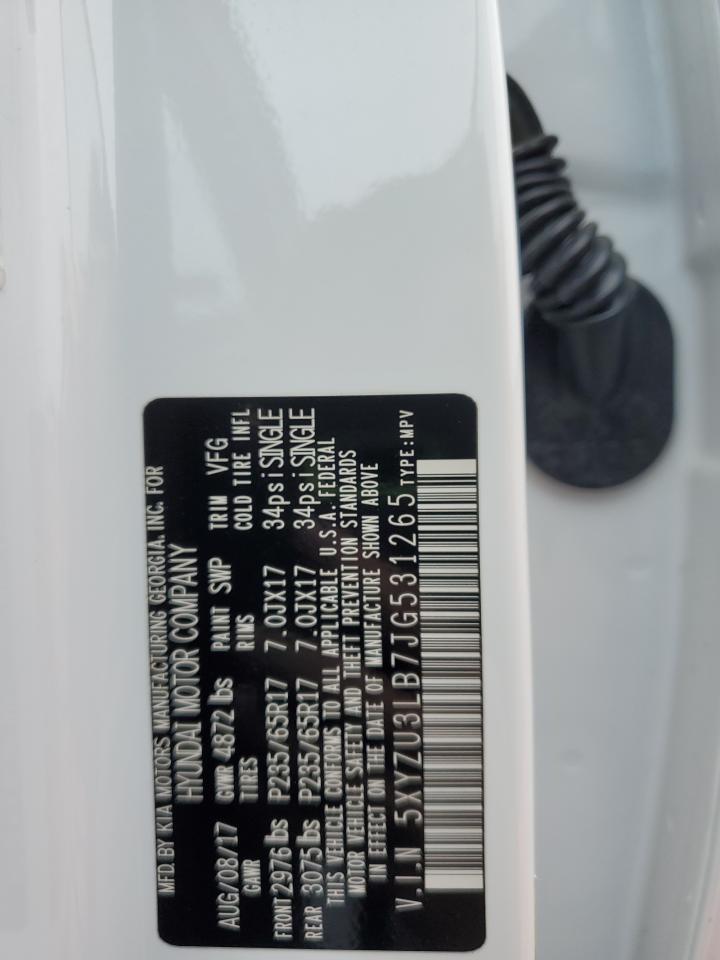 MFD. BY KIA MOTORS MANUFACTURING GEORGIA, INC. FOR
HYUNDAI MOTOR COMPANY
AUG/08/17 GVWR 4872 lbs PAINT SWP TRIM VFG
GAWR TIRES RIMS COLD TIRE INFL
FRONT 2976 lbs P235/65R17 7.0JX17 34psi SINGLE
REAR 3075 lbs P235/65R17 7.0JX17 34psi SINGLE
THIS VEHICLE CONFORMS TO ALL APPLICABLE U.S.A. FEDERAL
MOTOR VEHICLE SAFETY AND THEFT PREVENTION STANDARDS
IN EFFECT ON THE DATE OF MANUFACTURE SHOWN ABOVE
V.I.N 5XYZU3LB7JG531265 TYPE:MPV